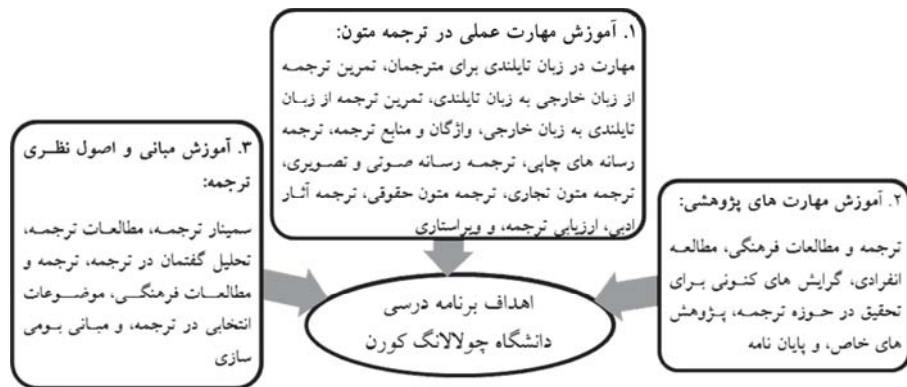 ۱. آموزش مهارت عملی در ترجمه متون:
مهارت در زبان تایلندی برای مترجمان، تمرین ترجمه
از زبان خارجی به زبان تایلندی، تمرین ترجمه از زبان
تایلندی به زبان خارجی، واژگان و منابع ترجمه، ترجمه
رسانه های چاپی، ترجمه رسانه صوتی و تصویری،
ترجمه متون تجاری، ترجمه متون حقوقی، ترجمه آثار
ادبی، ارزیابی ترجمه، و ویراستاری
۲. آموزش مهارت های پژوهشی:
ترجمه و مطالعات فرهنگی، مطالعه
انفرادی، گرایش های کنونی برای
تحقیق در حوزه ترجمه، پژوهش
های خاص، و پایان نامه
۳. آموزش مبانی و اصول نظری
ترجمه:
سمینار ترجمه، مطالعات ترجمه،
تحلیل گفتمان در ترجمه، ترجمه و
مطالعات فرهنگی، موضوعات
انتخابی در ترجمه، و مبانی بومی
سازی
اهداف برنامه درسی
دانشگاه چولالانگ کورن